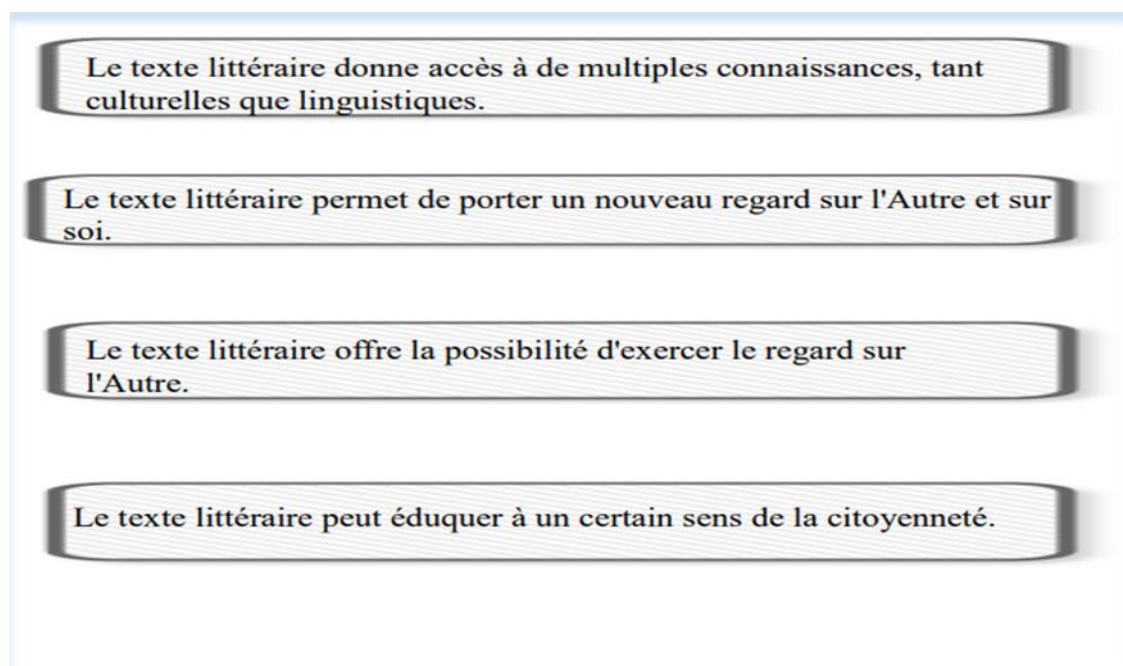 Le texte littéraire donne accès à de multiples connaissances, tant
culturelles que linguistiques.
Le texte littéraire permet de porter un nouveau regard sur l'Autre et sur
soi.
Le texte littéraire offre la possibilité d'exercer le regard sur
l'Autre.
Le texte littéraire peut éduquer à un certain sens de la citoyenneté.